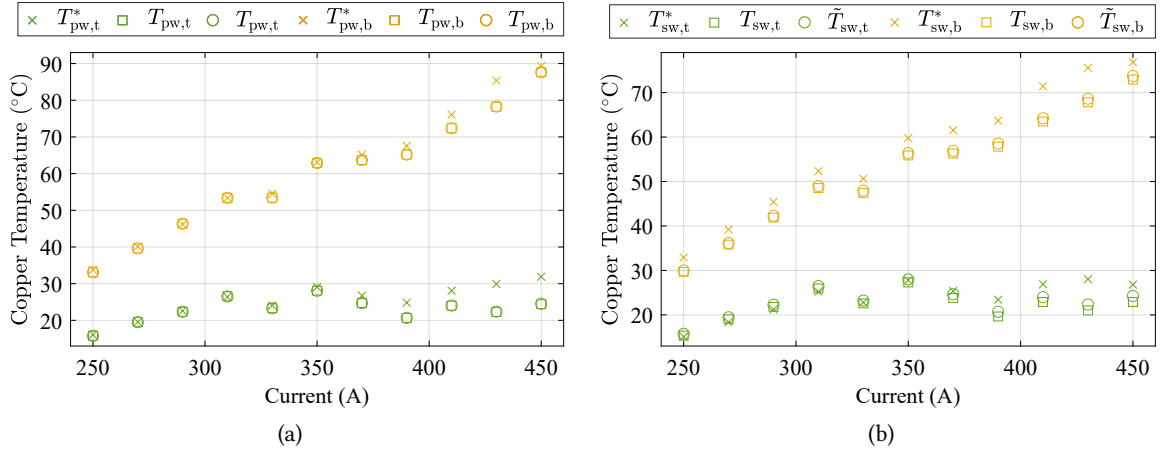 × T*pw,t □ Tpw,t ○ Tpw,t × T*pw,b □ Tpw,b ○ Tpw,b
Copper Temperature (°C)
90
80
70
60
50
40
30
20
250 300 350 400 450
Current (A)
(a)
× T*sw,t □ Tsw,t ○ T̃sw,t × T*sw,b □ Tsw,b ○ T̃sw,b
Copper Temperature (°C)
70
60
50
40
30
20
250 300 350 400 450
Current (A)
(b)